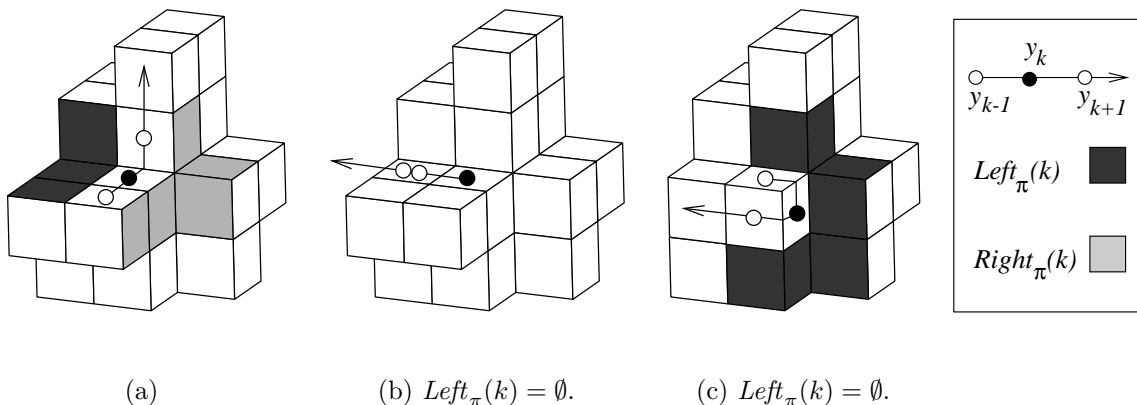 y_k
y_{k-1} y_{k+1}
Left_π(k)
Right_π(k)
(a) (b) Left_π(k) = ∅. (c) Left_π(k) = ∅.